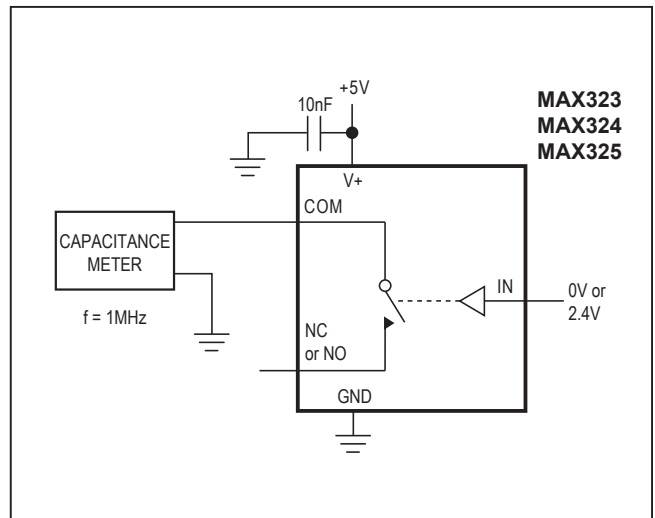 +5V
10nF
MAX323
MAX324
MAX325
V+
COM
CAPACITANCE
METER
f = 1MHz
IN
0V or
2.4V
NC
or NO
GND